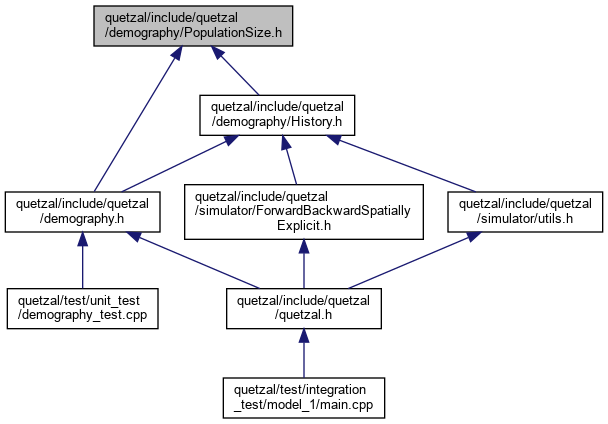 quetzal/include/quetzal
/demography/PopulationSize.h
quetzal/include/quetzal
/demography/History.h
quetzal/include/quetzal
/demography.h
quetzal/include/quetzal
/simulator/ForwardBackwardSpatially
Explicit.h
quetzal/include/quetzal
/simulator/utils.h
quetzal/test/unit_test
/demography_test.cpp
quetzal/include/quetzal
/quetzal.h
quetzal/test/integration
_test/model_1/main.cpp